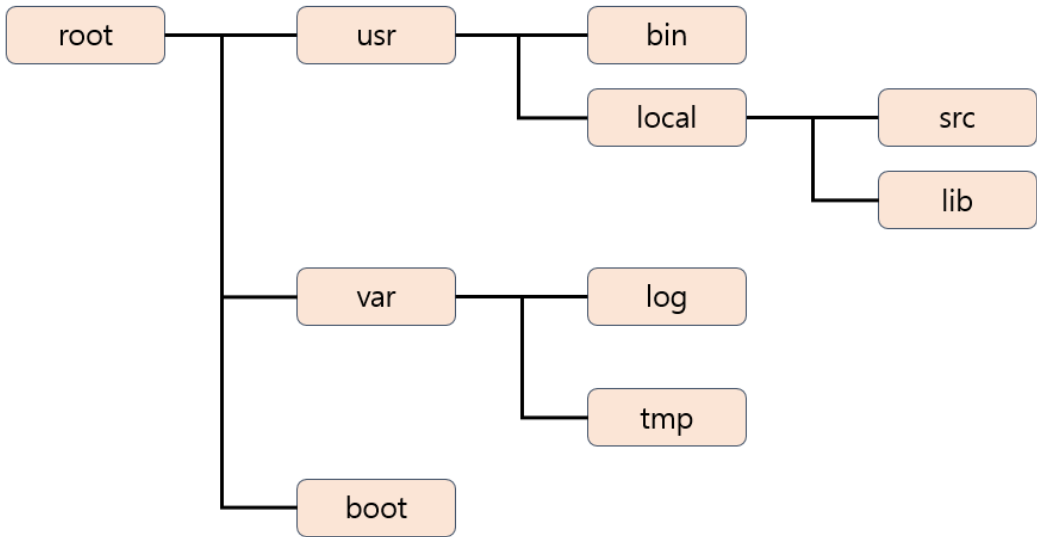 root
usr
bin
local
src
lib
var
log
tmp
boot